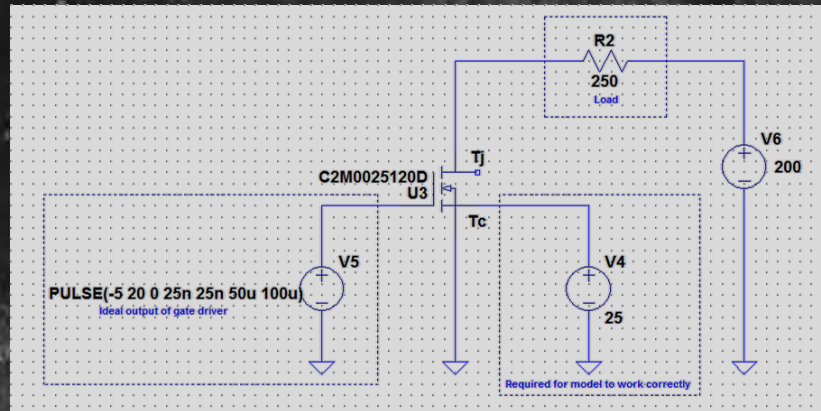 R2
250
Load
V6
200
Tj
C2M0025120D
U3
Tc
V5
PULSE(-5 20 0 25n 25n 50u 100u)
Ideal output of gate driver
V4
25
Required for model to work correctly
+
−
+
−
+
−